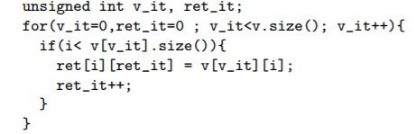 unsigned int v_it, ret_it;
for(v_it=0,ret_it=0 ; v_it<v.size(); v_it++){
if(i< v[v_it].size()){
ret[i][ret_it] = v[v_it][i];
ret_it++;
}
}